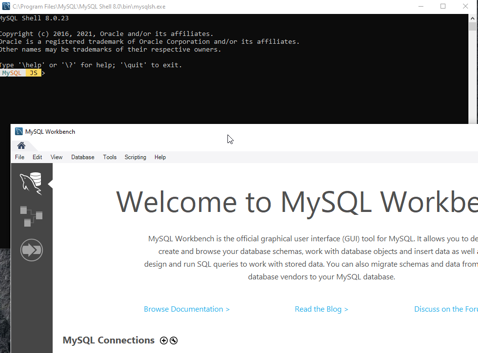 C:\Program Files\MySQL\MySQL Shell 8.0\bin\mysqlsh.exe
MySQL Shell 8.0.23
Copyright (c) 2016, 2021, Oracle and/or its affiliates.
Oracle is a registered trademark of Oracle Corporation and/or its affiliates.
Other names may be trademarks of their respective owners.
Type '\help' or '\?' for help; '\quit' to exit.
MySQL JS >
MySQL Workbench
File Edit View Database Tools Scripting Help
Welcome to MySQL Workbe
MySQL Workbench is the official graphical user interface (GUI) tool for MySQL. It allows you to de
create and browse your database schemas, work with database objects and insert data as well a
design and run SQL queries to work with stored data. You can also migrate schemas and data from
database vendors to your MySQL database.
Browse Documentation > Read the Blog > Discuss on the Foru
MySQL Connections